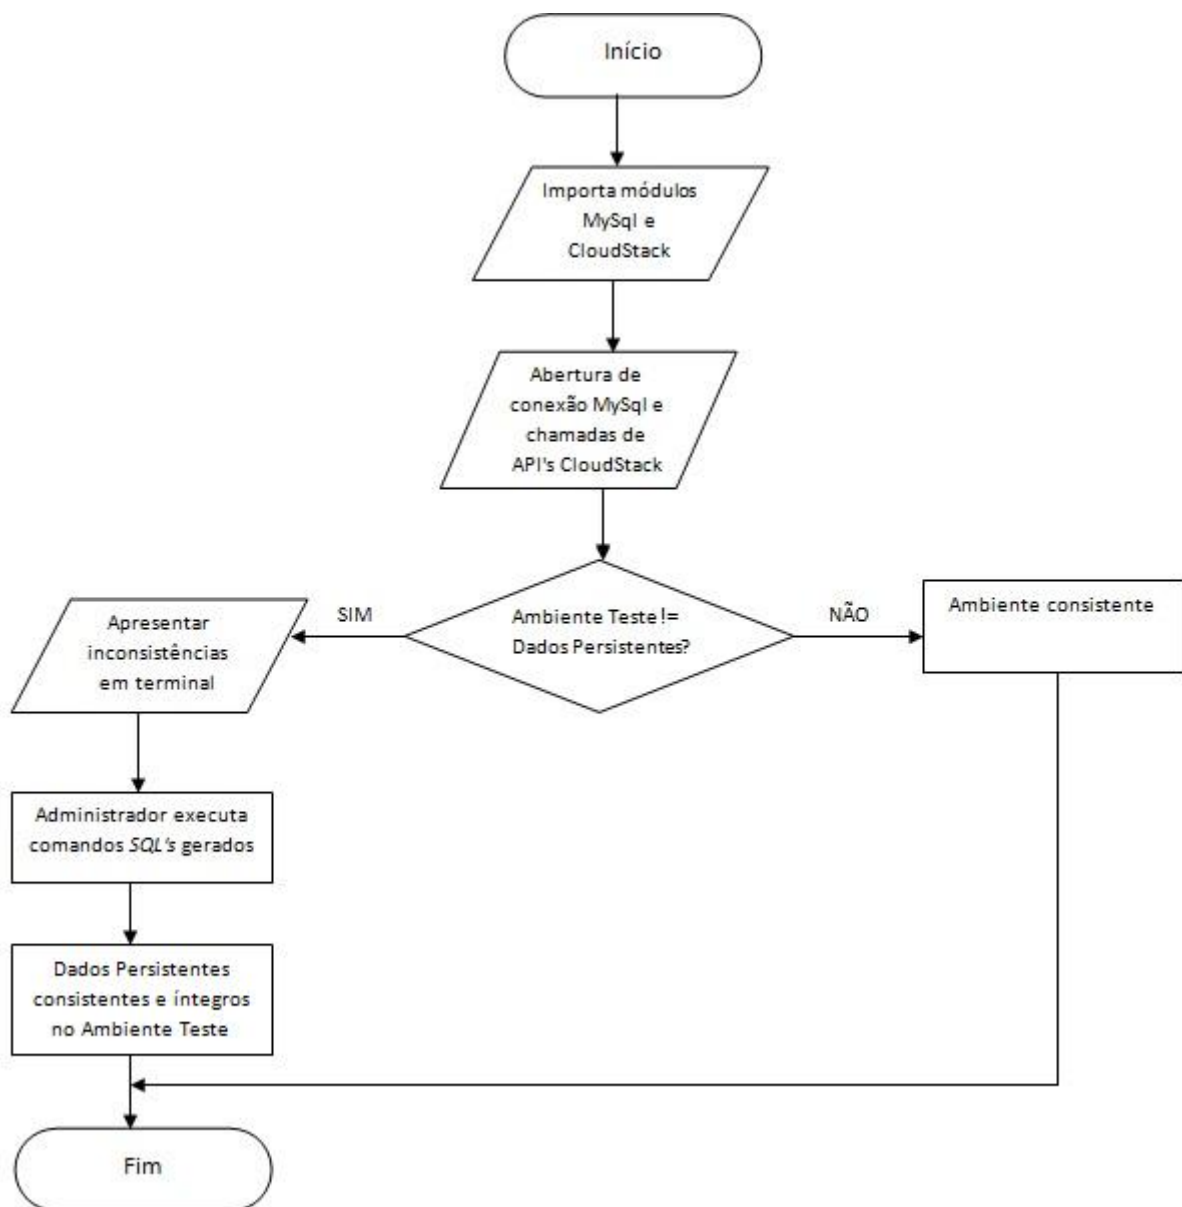 Início
Importa módulos
MySql e
CloudStack
Abertura de
conexão MySql e
chamadas de
API's CloudStack
Ambiente Teste!=
Dados Persistentes?
SIM
NÃO
Ambiente consistente
Apresentar
inconsistências
em terminal
Administrador executa
comandos SQL's gerados
Dados Persistentes
consistentes e íntegros
no Ambiente Teste
Fim